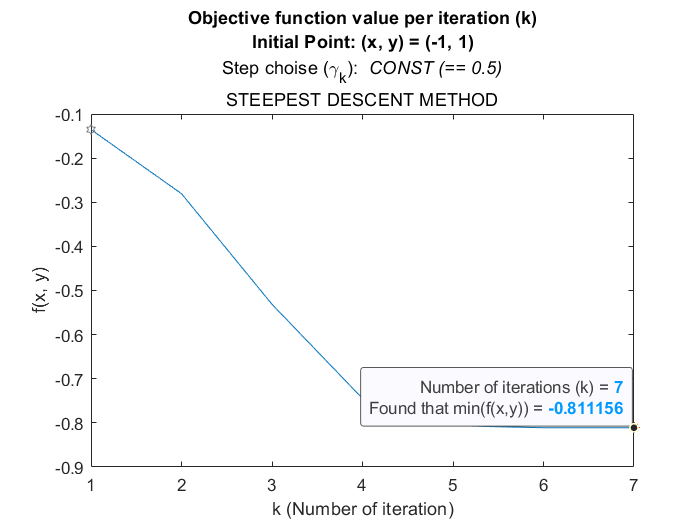 Objective function value per iteration (k)
Initial Point: (x, y) = (-1, 1)
Step choise (γk):  CONST (== 0.5)
STEEPEST DESCENT METHOD
-0.1
-0.2
-0.3
-0.4
-0.5
-0.6
-0.7
-0.8
-0.9
f(x, y)
Number of iterations (k) = 7
Found that min(f(x,y)) = -0.811156
1 2 3 4 5 6 7
k (Number of iteration)